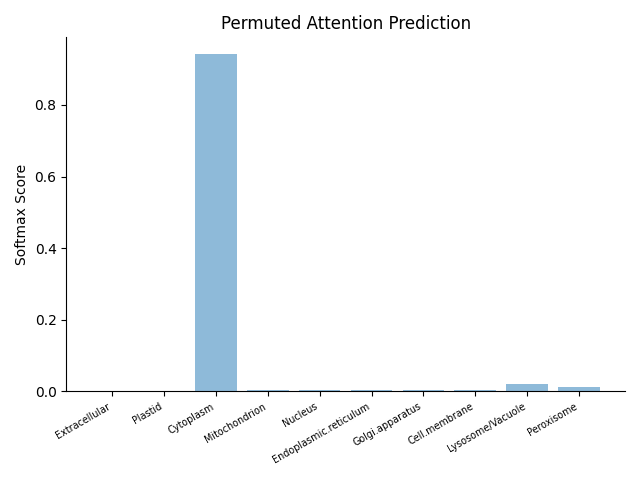 Permuted Attention Prediction
Softmax Score
0.8
0.6
0.4
0.2
0.0
Extracellular
Plastid
Cytoplasm
Mitochondrion
Nucleus
Endoplasmic.reticulum
Golgi.apparatus
Cell.membrane
Lysosome/Vacuole
Peroxisome